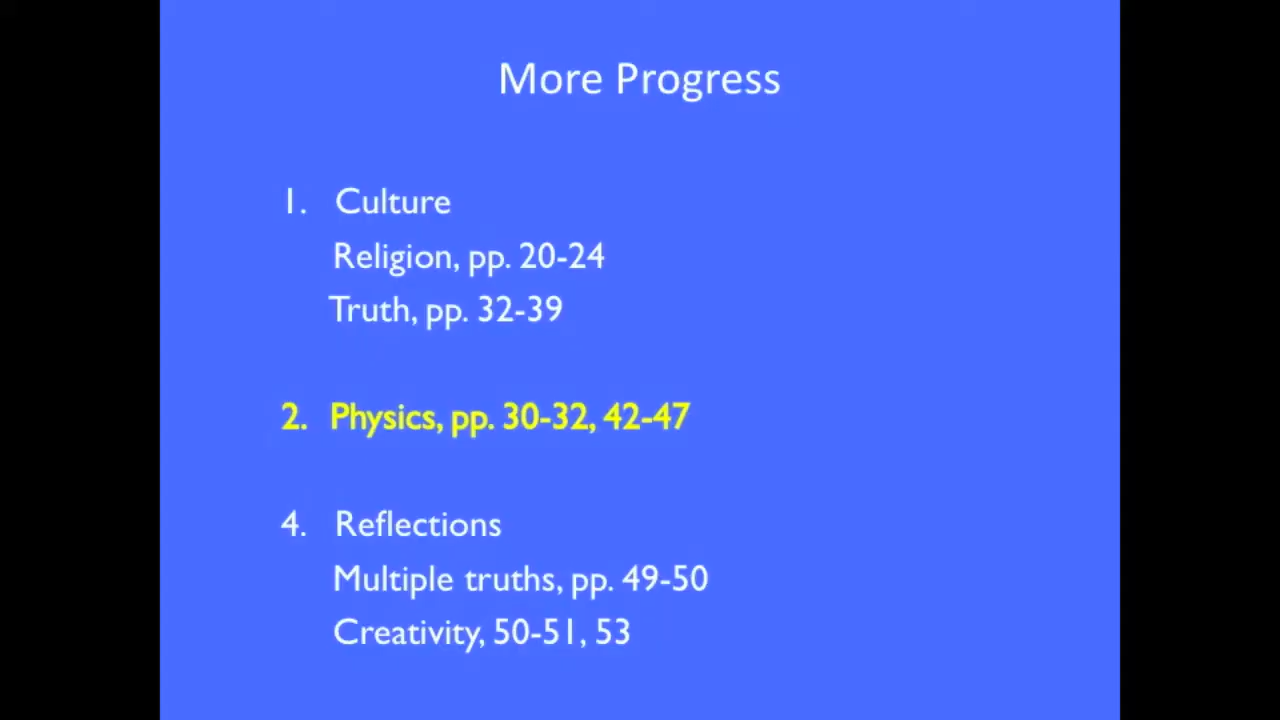 More Progress
1. Culture
Religion, pp. 20-24
Truth, pp. 32-39
2. Physics, pp. 30-32, 42-47
4. Reflections
Multiple truths, pp. 49-50
Creativity, 50-51, 53